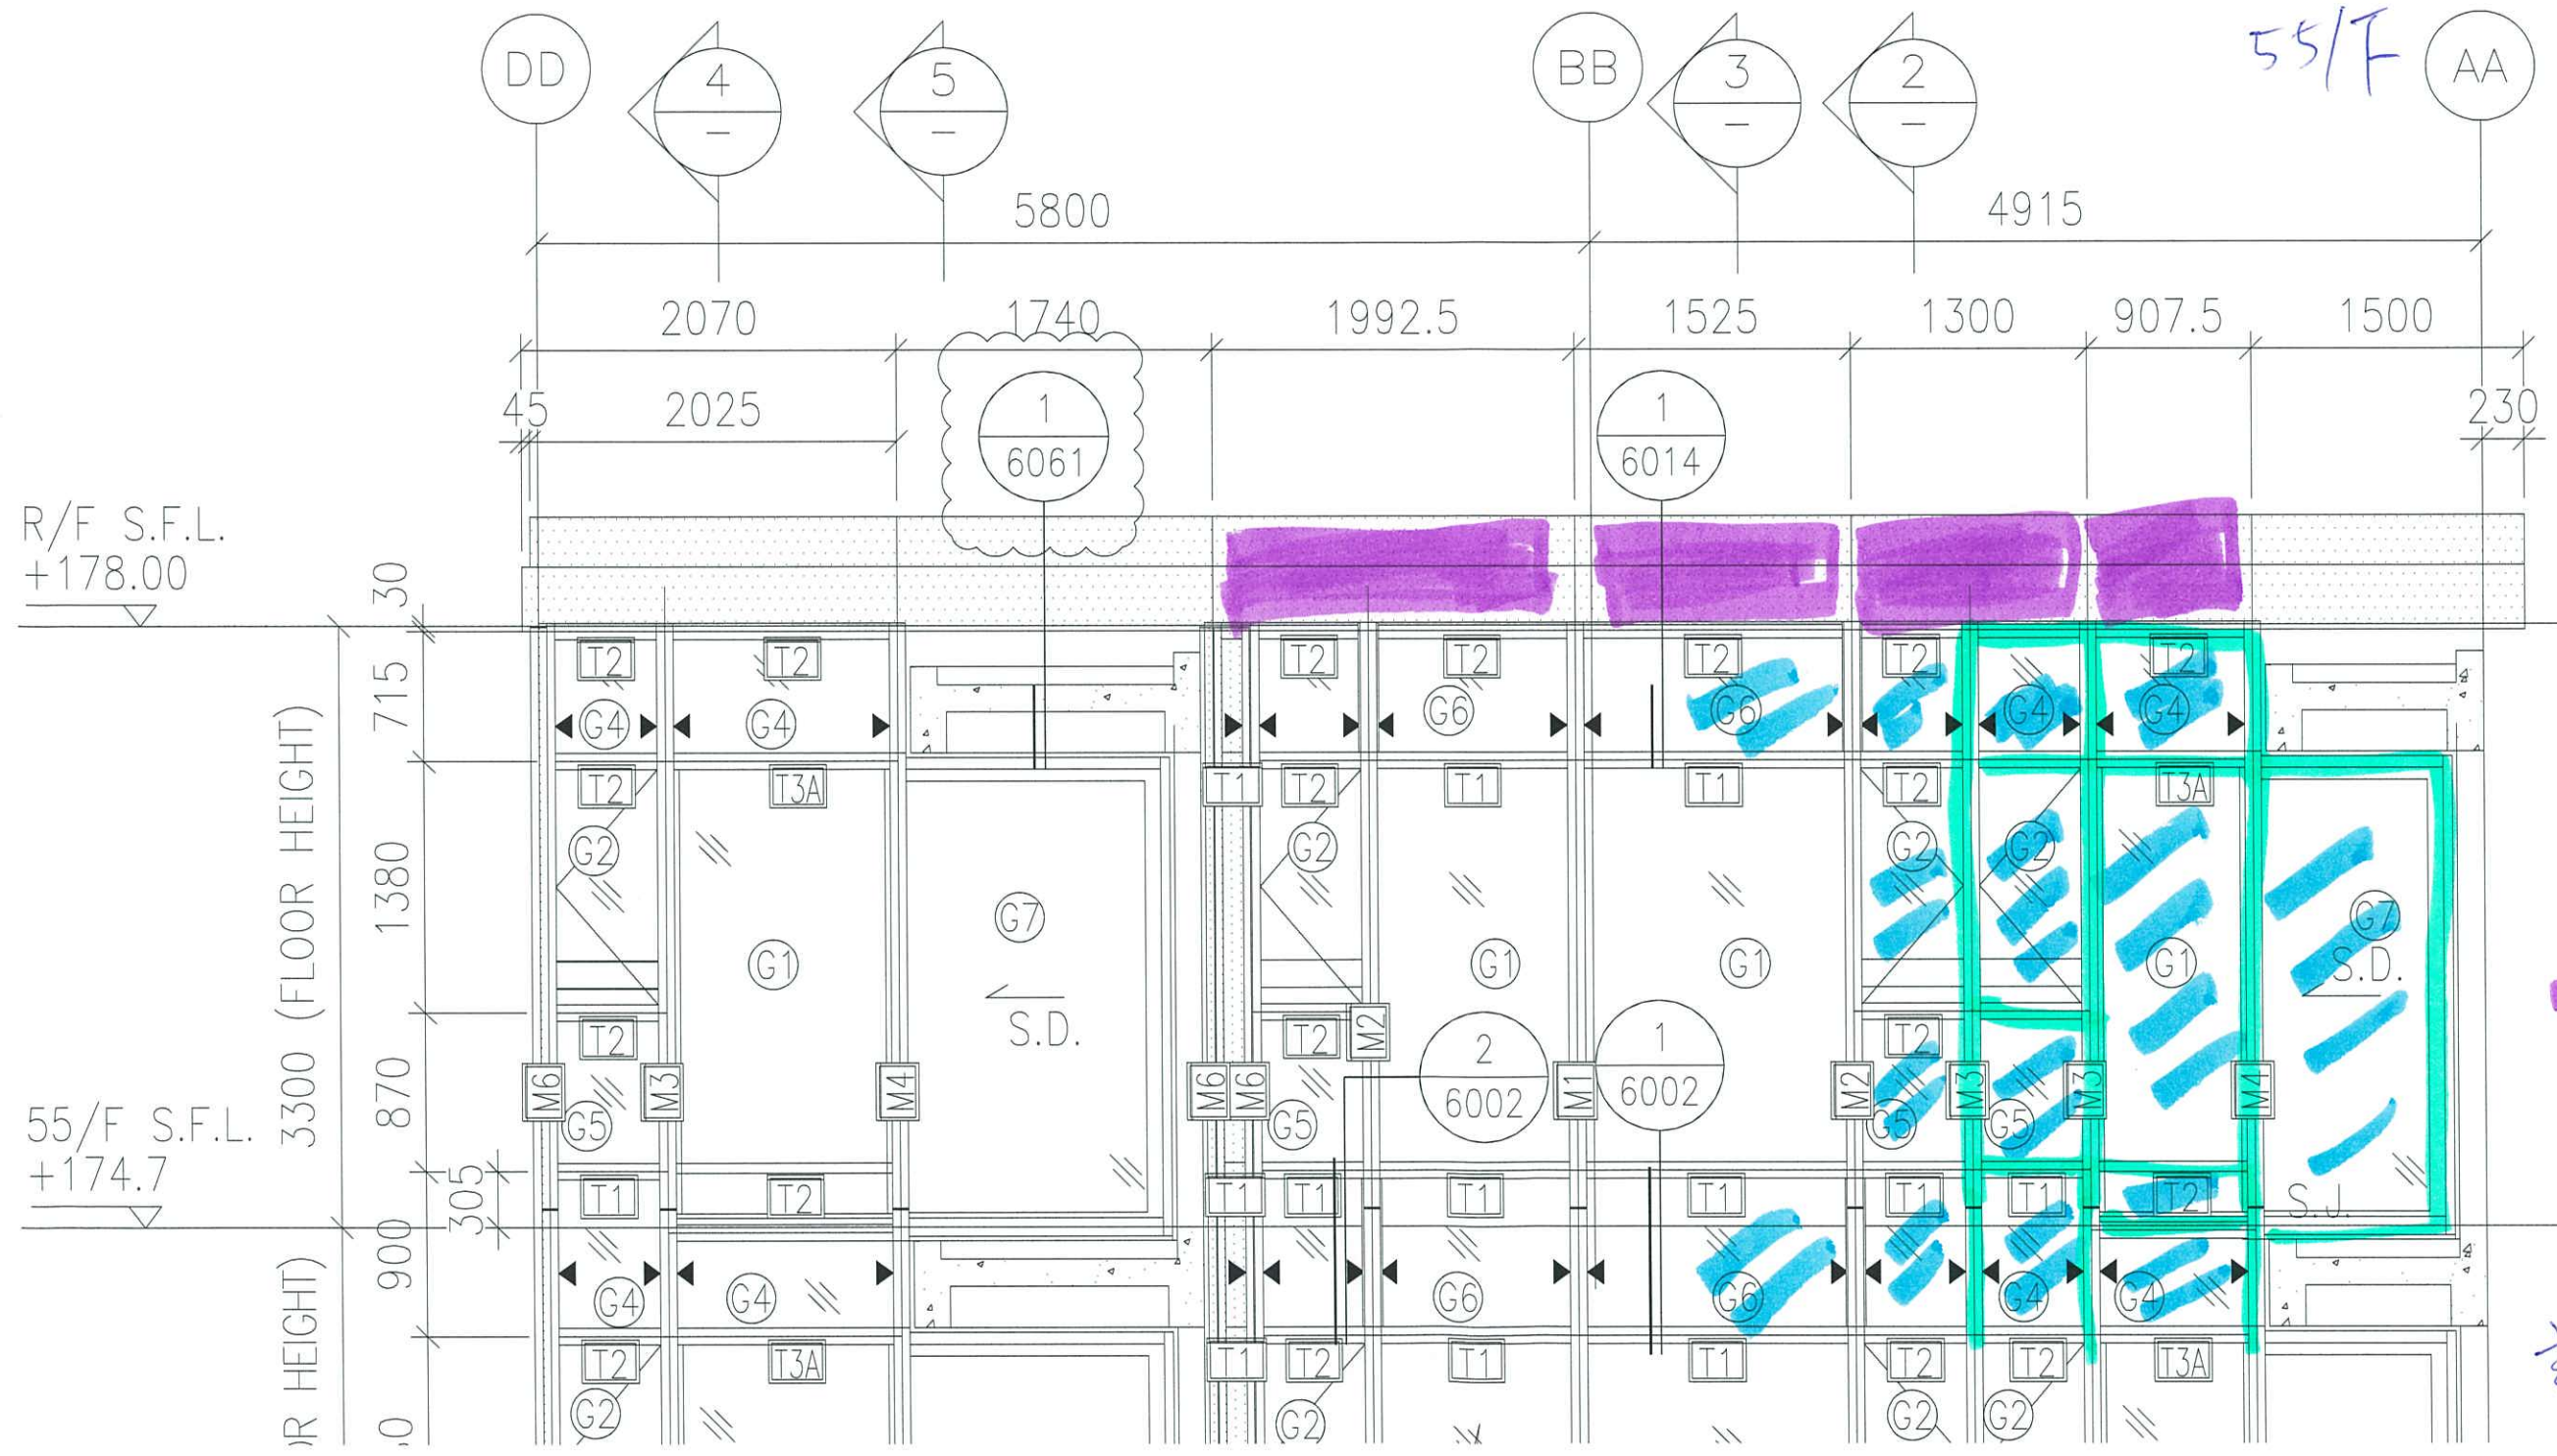 55/F
DD 4 5 BB 3 2 AA
– – – –
5800 4915
2070 1740 1992.5 1525 1300 907.5 1500
45 2025 1 1 230
6061 6014
R/F S.F.L.
+178.00
30
T2 T2 T2 T2 T2 T2 T2
715
G4 G4 G6 G6 G4 G4
T2 T3A T1 T2 T1 T1 T2 T3A
G2 G2 G2 G2
3300 (FLOOR HEIGHT)
1380
G7 G7
G1 G1 G1 G1
S.D. S.D.
T2 T2 M2 2 1 T2
870
M6 M3 M4 M6 M6 6002 M1 6002 M2 M3 M3 M4
G5 G5 G5 G5
55/F S.F.L.
+174.7
305
T1 T2 T1 T1 T1 T1 T1 T1 T2 S.J.
900
G4 G4 G6 G6 G4 G4
T2 T3A T1 T2 T1 T1 T2 T2 T3A
G2 G2 G2 G2